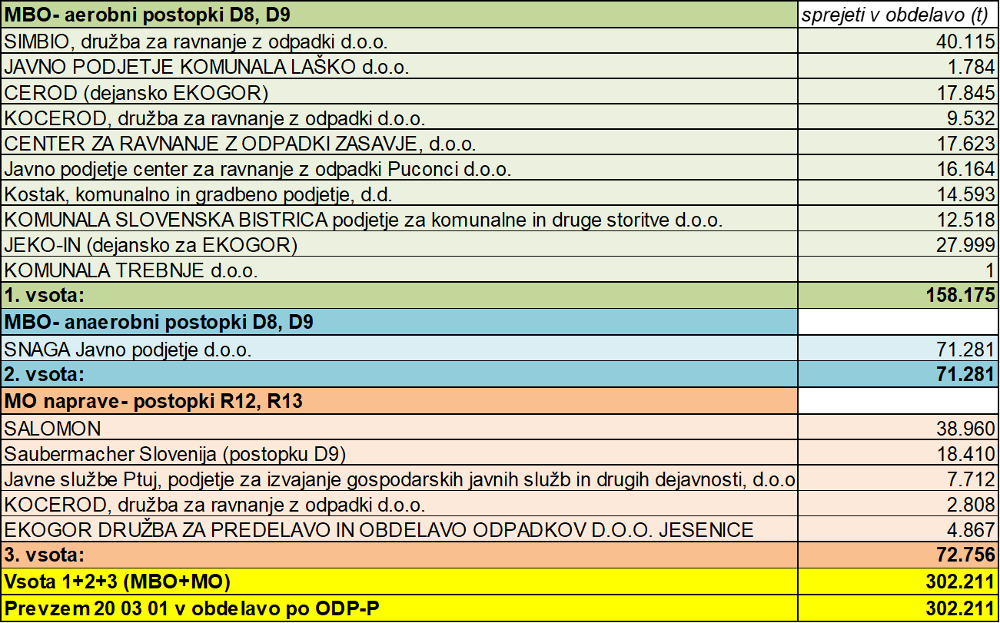 MBO- aerobni postopki D8, D9 sprejeti v obdelavo (t)
SIMBIO, družba za ravnanje z odpadki d.o.o. 40.115
JAVNO PODJETJE KOMUNALA LAŠKO d.o.o. 1.784
CEROD (dejansko EKOGOR) 17.845
KOCEROD, družba za ravnanje z odpadki d.o.o. 9.532
CENTER ZA RAVNANJE Z ODPADKI ZASAVJE, d.o.o. 17.623
Javno podjetje center za ravnanje z odpadki Puconci d.o.o. 16.164
Kostak, komunalno in gradbeno podjetje, d.d. 14.593
KOMUNALA SLOVENSKA BISTRICA podjetje za komunalne in druge storitve d.o.o. 12.518
JEKO-IN (dejansko za EKOGOR) 27.999
KOMUNALA TREBNJE d.o.o. 1
1. vsota: 158.175
MBO- anaerobni postopki D8, D9
SNAGA Javno podjetje d.o.o. 71.281
2. vsota: 71.281
MO naprave- postopki R12, R13
SALOMON 38.960
Saubermacher Slovenija (postopku D9) 18.410
Javne službe Ptuj, podjetje za izvajanje gospodarskih javnih služb in drugih dejavnosti, d.o.o 7.712
KOCEROD, družba za ravnanje z odpadki d.o.o. 2.808
EKOGOR DRUŽBA ZA PREDELAVO IN OBDELAVO ODPADKOV D.O.O. JESENICE 4.867
3. vsota: 72.756
Vsota 1+2+3 (MBO+MO) 302.211
Prevzem 20 03 01 v obdelavo po ODP-P 302.211